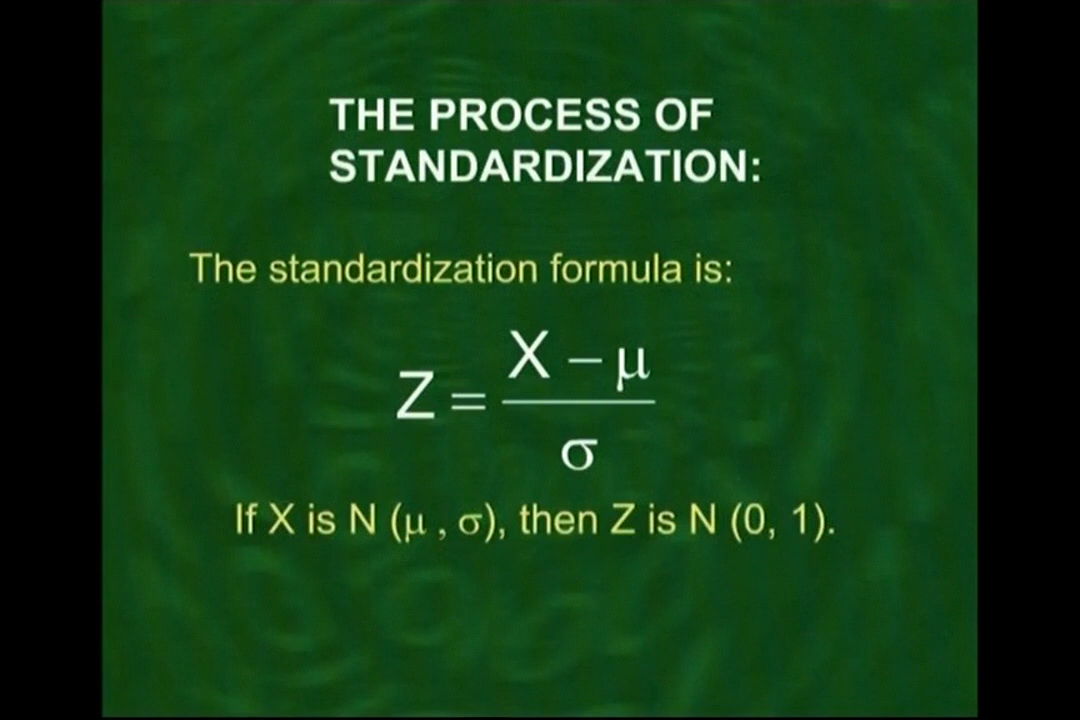 THE PROCESS OF
STANDARDIZATION:
The standardization formula is:
Z = (X − μ) / σ
If X is N (μ , σ), then Z is N (0, 1).